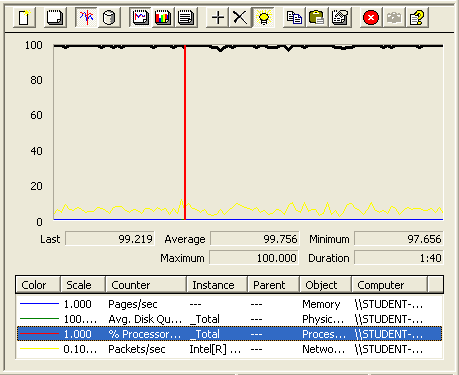 100
80
60
40
20
0
Last 99.219 Average 99.756 Minimum 97.656
Maximum 100.000 Duration 1:40
Color Scale Counter Instance Parent Object Computer
1.000 Pages/sec --- --- Memory \\STUDENT-...
100.... Avg. Disk Qu... _Total --- Physic... \\STUDENT-...
1.000 % Processor... _Total --- Proces... \\STUDENT-...
0.10... Packets/sec Intel[R] ... --- Netwo... \\STUDENT-...